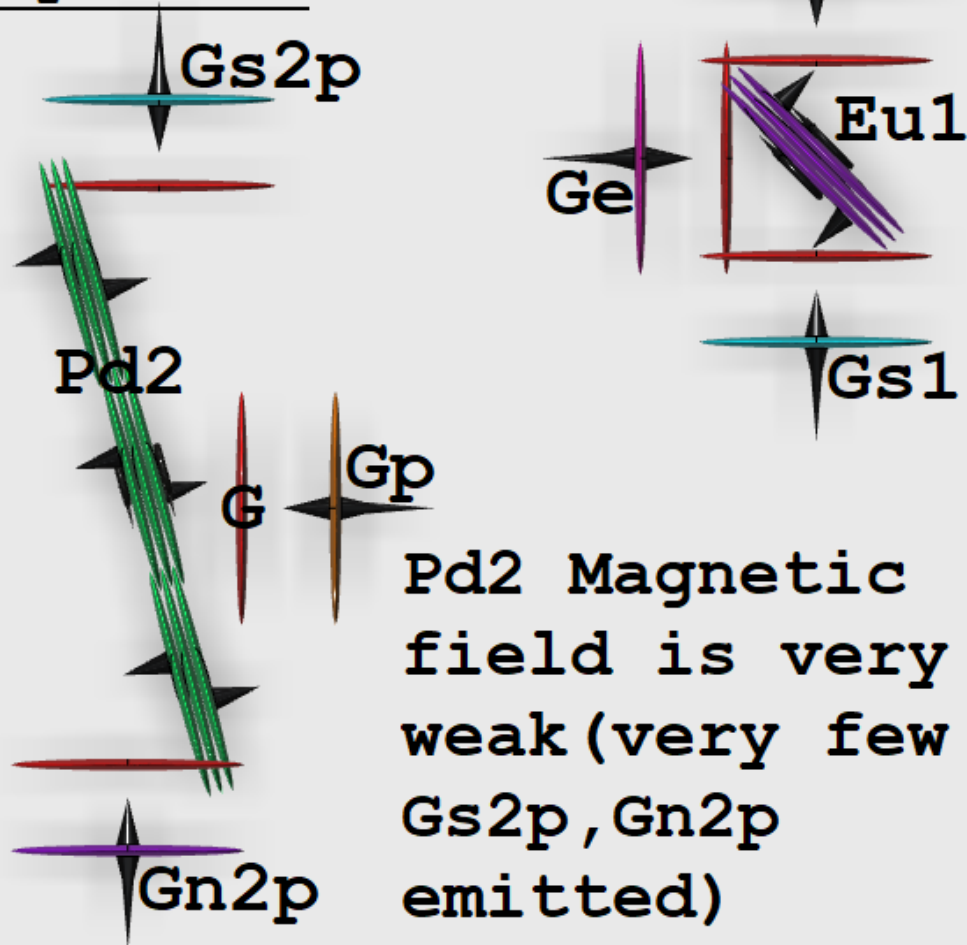 Gs2p
Eu1
Ge
Pd2
Gs1
Gp
G
Pd2 Magnetic
field is very
weak(very few
Gs2p,Gn2p
emitted)
Gn2p